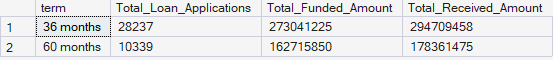 term Total_Loan_Applications Total_Funded_Amount Total_Received_Amount
1 36 months 28237 273041225 294709458
2 60 months 10339 162715850 178361475